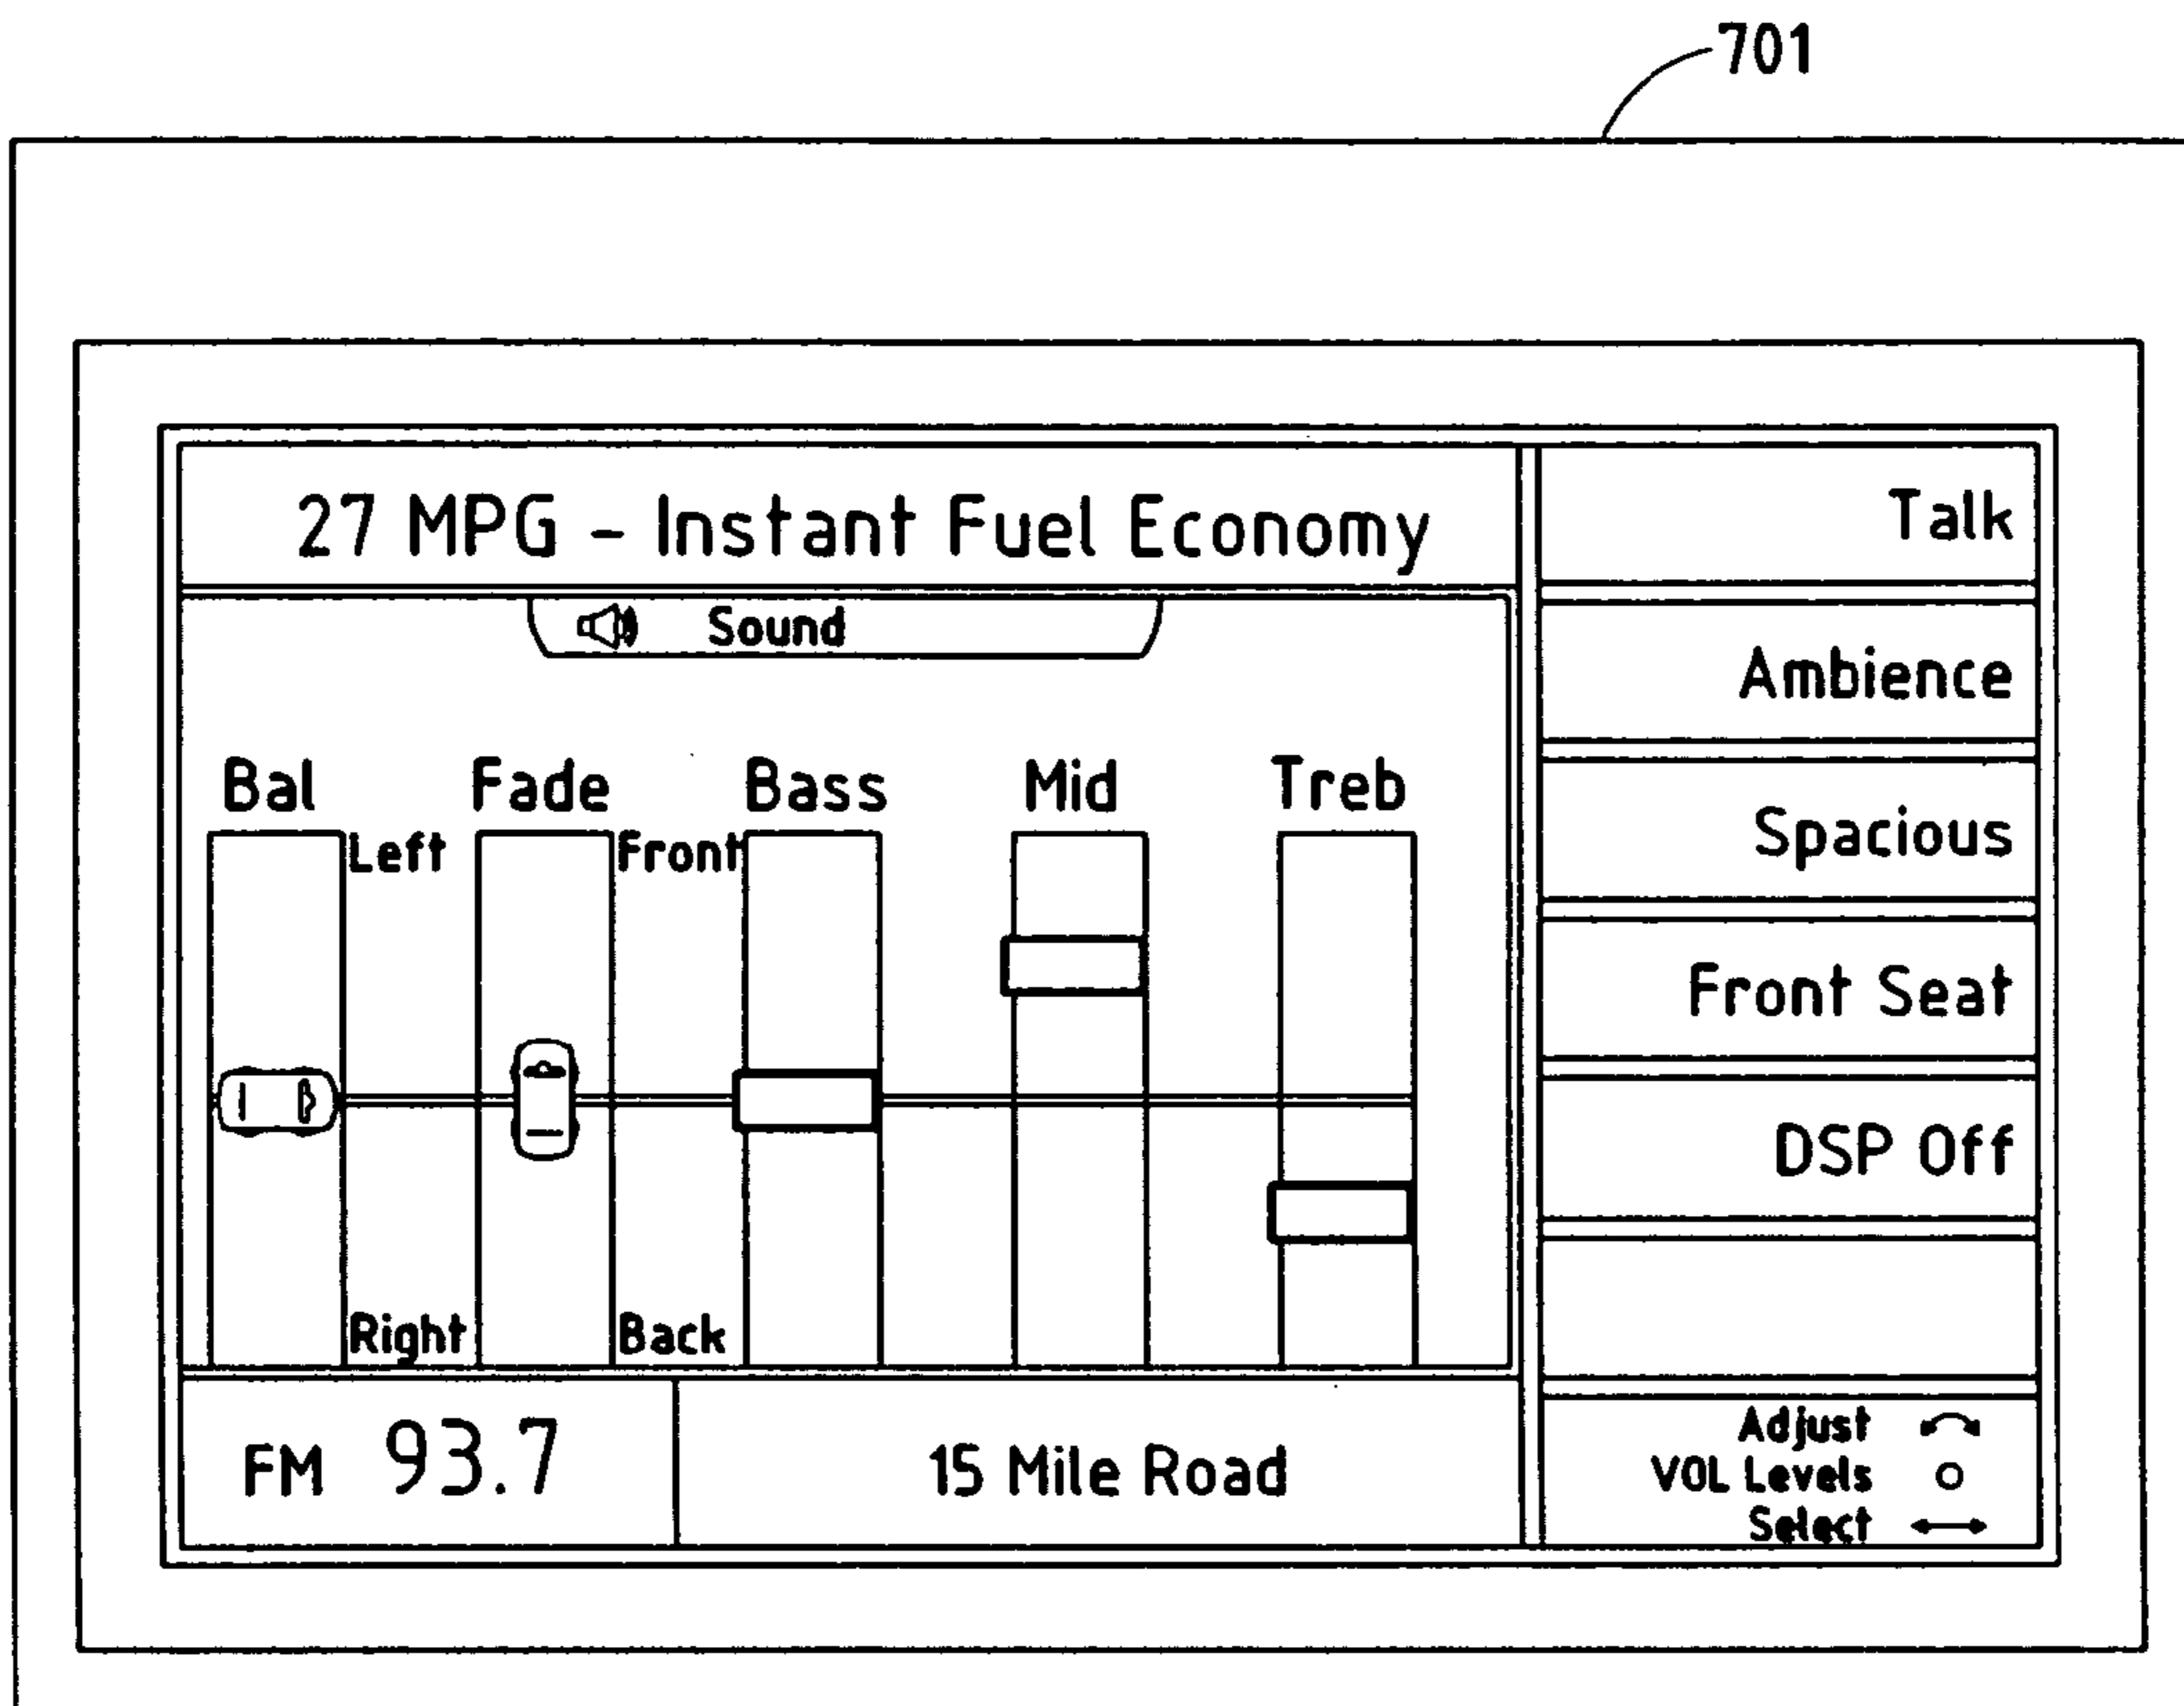 701
27 MPG - Instant Fuel Economy
Talk
Sound
Ambience
Bal Fade Bass Mid Treb
Spacious
Left Front
Front Seat
DSP Off
Right Back
FM 93.7
15 Mile Road
Adjust
VOL Levels
Select